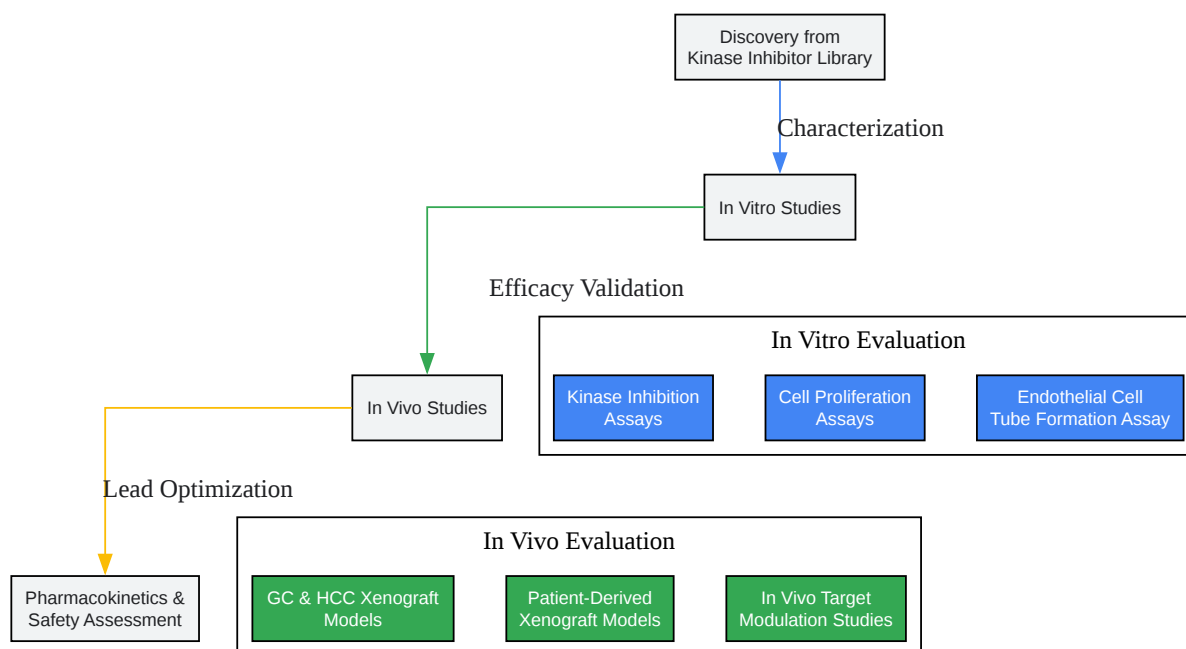 Discovery from
Kinase Inhibitor Library
Characterization
In Vitro Studies
Efficacy Validation
In Vitro Evaluation
Kinase Inhibition
Assays
Cell Proliferation
Assays
Endothelial Cell
Tube Formation Assay
In Vivo Studies
Lead Optimization
In Vivo Evaluation
Pharmacokinetics &
Safety Assessment
GC & HCC Xenograft
Models
Patient-Derived
Xenograft Models
In Vivo Target
Modulation Studies